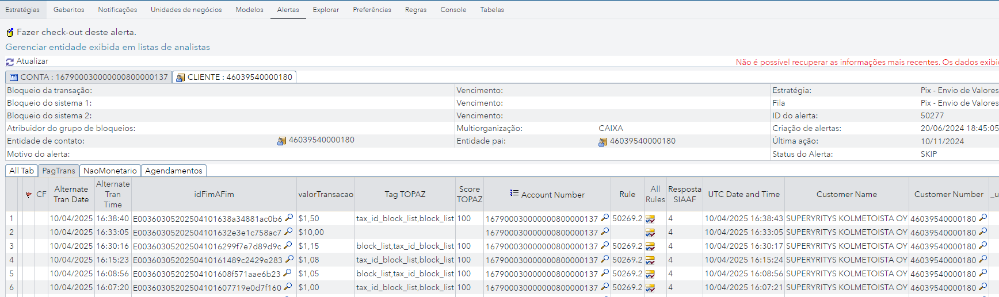 Estratégias Gabaritos Notificações Unidades de negócios Modelos Alertas Explorar Preferências Regras Console Tabelas
Fazer check-out deste alerta.
Gerenciar entidade exibida em listas de analistas
Atualizar
Não é possível recuperar as informações mais recentes. Os dados exibi
CONTA : 167900030000000800000137 CLIENTE : 46039540000180
Bloqueio da transação: Vencimento: Estratégia: Pix - Envio de Valores
Bloqueio do sistema 1: Vencimento: Fila Pix - Envio de Valores
Bloqueio do sistema 2: Vencimento: ID do alerta: 50277
Atribuidor do grupo de bloqueios: Multiorganização: CAIXA Criação de alertas: 20/06/2024 18:45:05
Entidade de contato: 46039540000180 Entidade pai: 46039540000180 Última ação: 10/11/2024
Motivo do alerta: Status do Alerta: SKIP
All Tab PagTrans NaoMonetario Agendamentos
CF Alternate Tran Date Alternate Tran Time idFimAFim valorTransacao Tag TOPAZ Score TOPAZ Account Number Rule All Rules Resposta SIAAF UTC Date and Time Customer Name Customer Number _u
1 10/04/2025 16:38:40 E00360305202504101638a34881ac0b6 $1,50 tax_id_block_list,block_list 100 167900030000000800000137 50269.2 4 10/04/2025 16:38:43 SUPERYRITYS KOLMETOISTA OY 46039540000180
2 10/04/2025 16:33:05 E00360305202504101632e3e1c758ac7 $10,00 167900030000000800000137 4 10/04/2025 16:33:05 SUPERYRITYS KOLMETOISTA OY 46039540000180
3 10/04/2025 16:30:16 E003603052025041016299f7e7d89d9c $1,15 block_list,tax_id_block_list 100 167900030000000800000137 50269.2 4 10/04/2025 16:30:17 SUPERYRITYS KOLMETOISTA OY 46039540000180
4 10/04/2025 16:15:23 E0036030520250410161489c2429e283 $1,08 tax_id_block_list,block_list 100 167900030000000800000137 50269.2 4 10/04/2025 16:15:24 SUPERYRITYS KOLMETOISTA OY 46039540000180
5 10/04/2025 16:08:56 E00360305202504101608f571aae6b23 $1,05 block_list,tax_id_block_list 100 167900030000000800000137 50269.2 4 10/04/2025 16:08:56 SUPERYRITYS KOLMETOISTA OY 46039540000180
6 10/04/2025 16:07:20 E00360305202504101607719e0d7f160 $1,00 tax_id_block_list,block_list 100 167900030000000800000137 50269.2 4 10/04/2025 16:07:21 SUPERYRITYS KOLMETOISTA OY 46039540000180